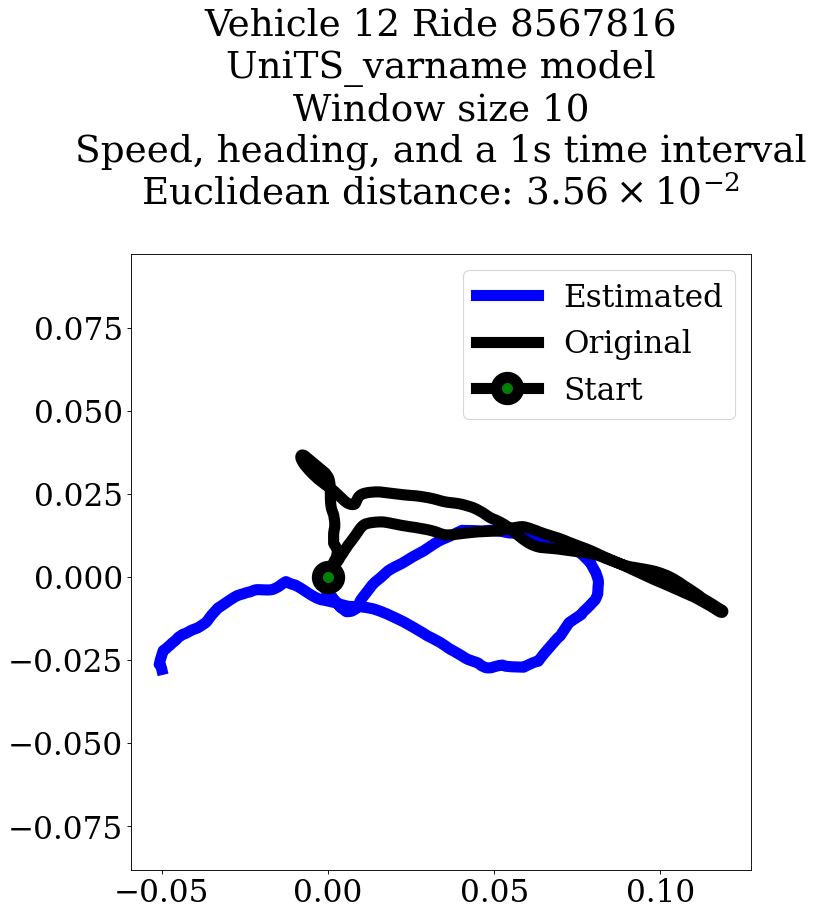 Vehicle 12 Ride 8567816
UniTS_varname model
Window size 10
Speed, heading, and a 1s time interval
Euclidean distance: 3.56 × 10⁻²
Estimated
Original
Start
0.075
0.050
0.025
0.000
−0.025
−0.050
−0.075
−0.05 0.00 0.05 0.10